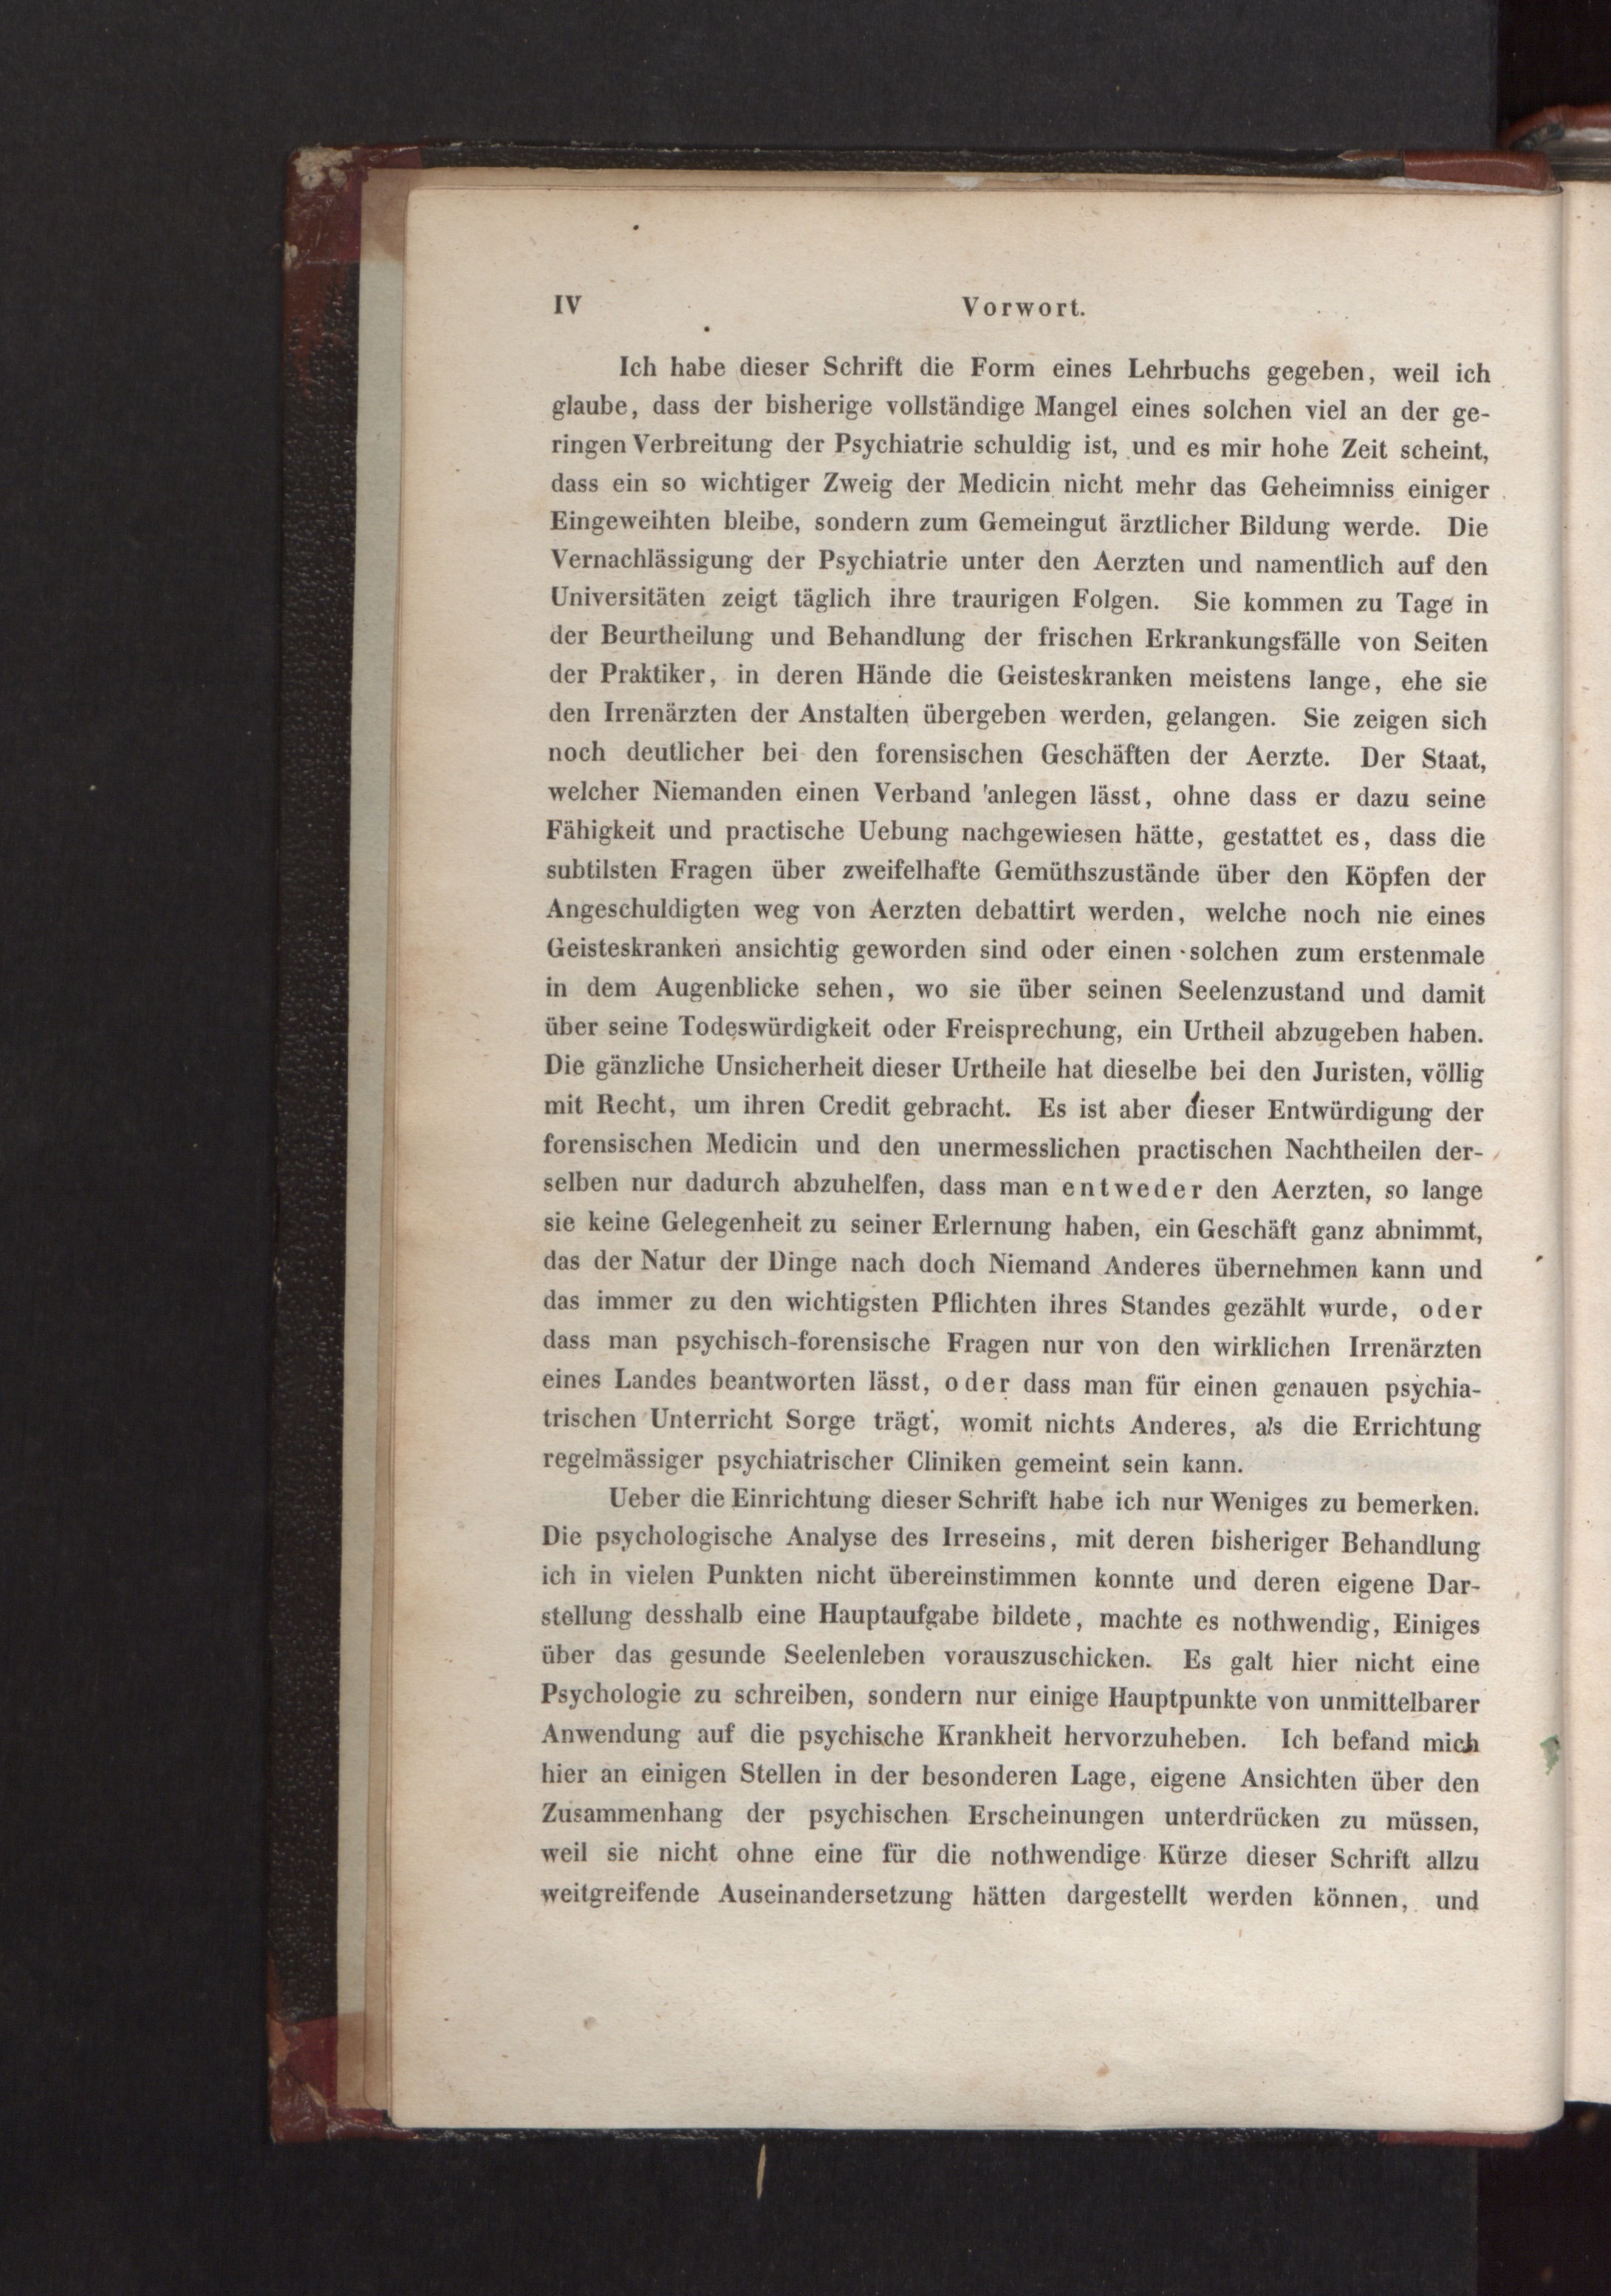 IV Vorwort.
Ich habe dieser Schrift die Form eines Lehrbuchs gegeben, weil ich
glaube, dass der bisherige vollständige Mangel eines solchen viel an der ge-
ringen Verbreitung der Psychiatrie schuldig ist, und es mir hohe Zeit scheint,
dass ein so wichtiger Zweig der Medicin nicht mehr das Geheimniss einiger
Eingeweihten bleibe, sondern zum Gemeingut ärztlicher Bildung werde. Die
Vernachlässigung der Psychiatrie unter den Aerzten und namentlich auf den
Universitäten zeigt täglich ihre traurigen Folgen. Sie kommen zu Tage in
der Beurtheilung und Behandlung der frischen Erkrankungsfälle von Seiten
der Praktiker, in deren Hände die Geisteskranken meistens lange, ehe sie
den Irrenärzten der Anstalten übergeben werden, gelangen. Sie zeigen sich
noch deutlicher bei den forensischen Geschäften der Aerzte. Der Staat,
welcher Niemanden einen Verband anlegen lässt, ohne dass er dazu seine
Fähigkeit und practische Uebung nachgewiesen hätte, gestattet es, dass die
subtilsten Fragen über zweifelhafte Gemüthszustände über den Köpfen der
Angeschuldigten weg von Aerzten debattirt werden, welche noch nie eines
Geisteskranken ansichtig geworden sind oder einen solchen zum erstenmale
in dem Augenblicke sehen, wo sie über seinen Seelenzustand und damit
über seine Todeswürdigkeit oder Freisprechung, ein Urtheil abzugeben haben.
Die gänzliche Unsicherheit dieser Urtheile hat dieselbe bei den Juristen, völlig
mit Recht, um ihren Credit gebracht. Es ist aber dieser Entwürdigung der
forensischen Medicin und den unermesslichen practischen Nachtheilen der-
selben nur dadurch abzuhelfen, dass man entweder den Aerzten, so lange
sie keine Gelegenheit zu seiner Erlernung haben, ein Geschäft ganz abnimmt,
das der Natur der Dinge nach doch Niemand Anderes übernehmen kann und
das immer zu den wichtigsten Pflichten ihres Standes gezählt wurde, oder
dass man psychisch-forensische Fragen nur von den wirklichen Irrenärzten
eines Landes beantworten lässt, oder dass man für einen genauen psychia-
trischen Unterricht Sorge trägt, womit nichts Anderes, als die Errichtung
regelmässiger psychiatrischer Cliniken gemeint sein kann.
Ueber die Einrichtung dieser Schrift habe ich nur Weniges zu bemerken.
Die psychologische Analyse des Irreseins, mit deren bisheriger Behandlung
ich in vielen Punkten nicht übereinstimmen konnte und deren eigene Dar-
stellung desshalb eine Hauptaufgabe bildete, machte es nothwendig, Einiges
über das gesunde Seelenleben vorauszuschicken. Es galt hier nicht eine
Psychologie zu schreiben, sondern nur einige Hauptpunkte von unmittelbarer
Anwendung auf die psychische Krankheit hervorzuheben. Ich befand mich
hier an einigen Stellen in der besonderen Lage, eigene Ansichten über den
Zusammenhang der psychischen Erscheinungen unterdrücken zu müssen,
weil sie nicht ohne eine für die nothwendige Kürze dieser Schrift allzu
weitgreifende Auseinandersetzung hätten dargestellt werden können, und